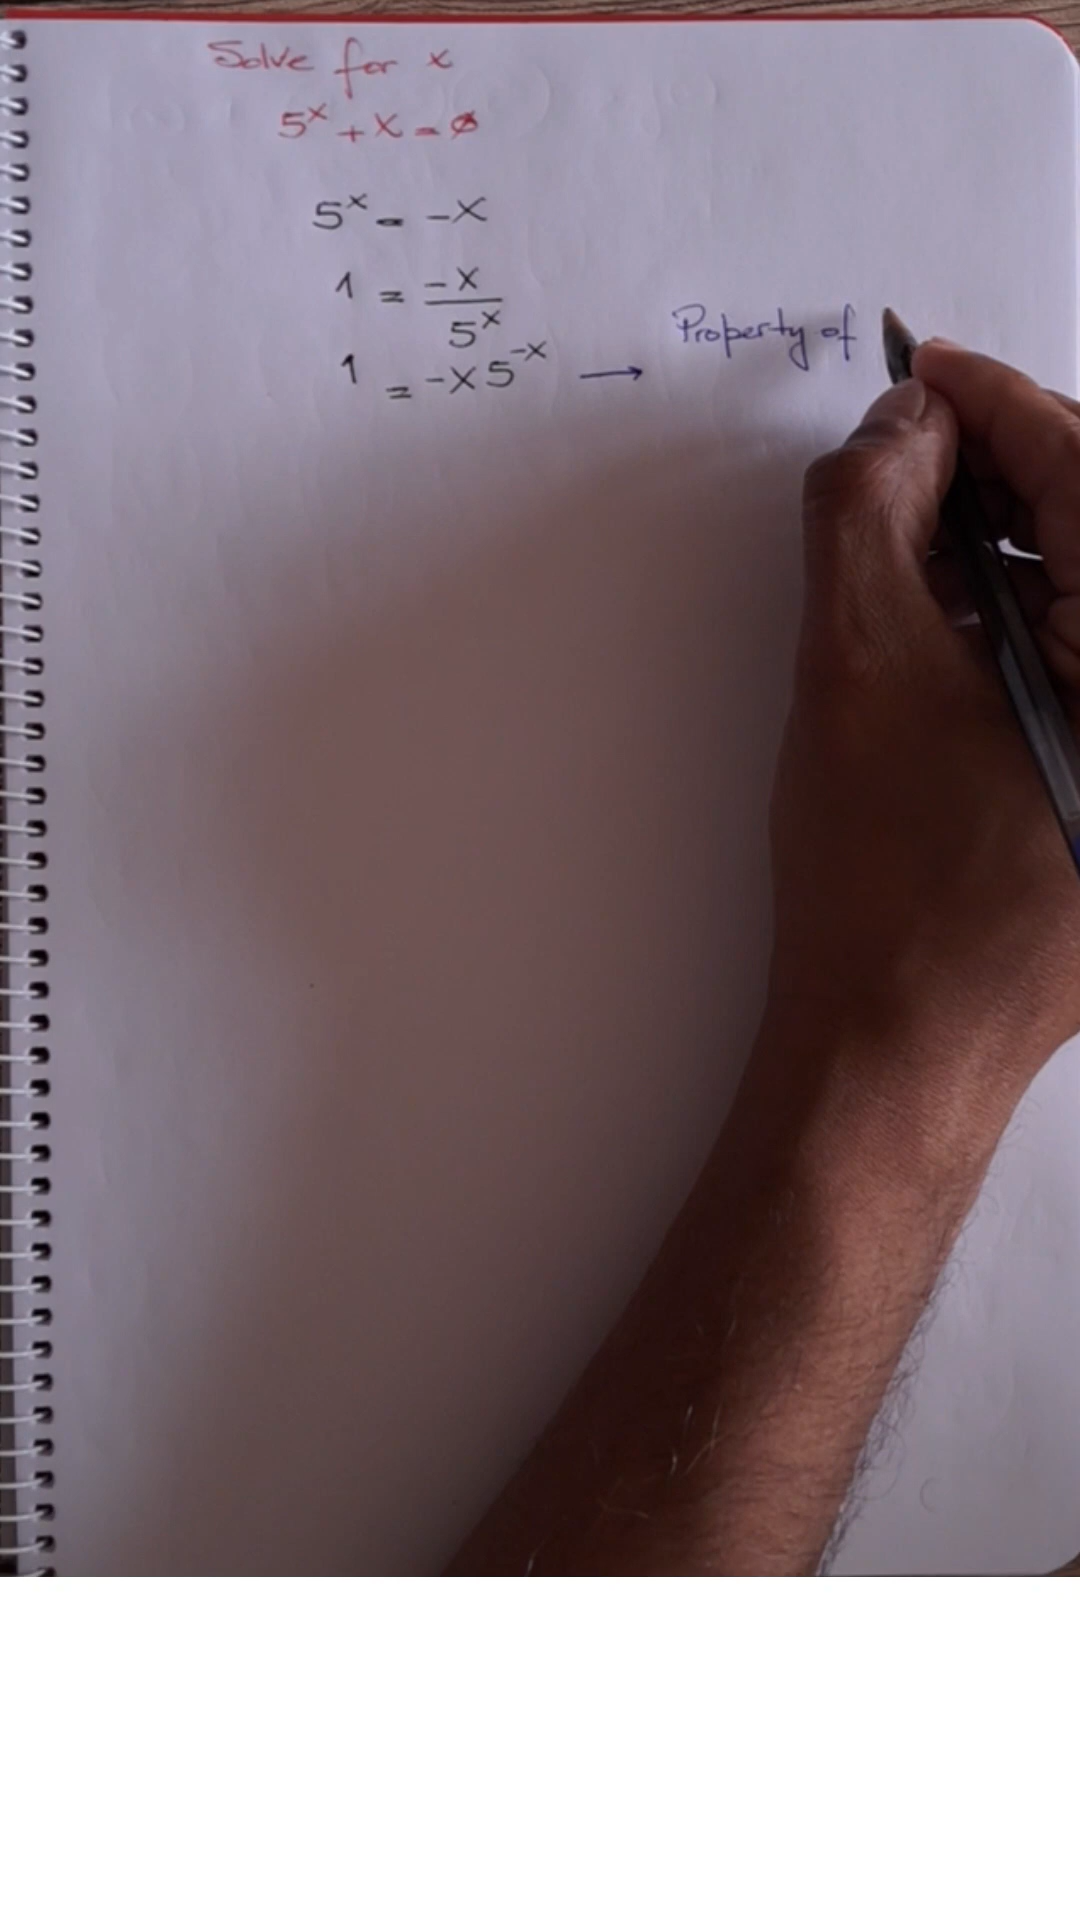 Solve for x
5^x + x = 0
5^x = -x
1 = -x / 5^x
1 = -x 5^-x → Property of